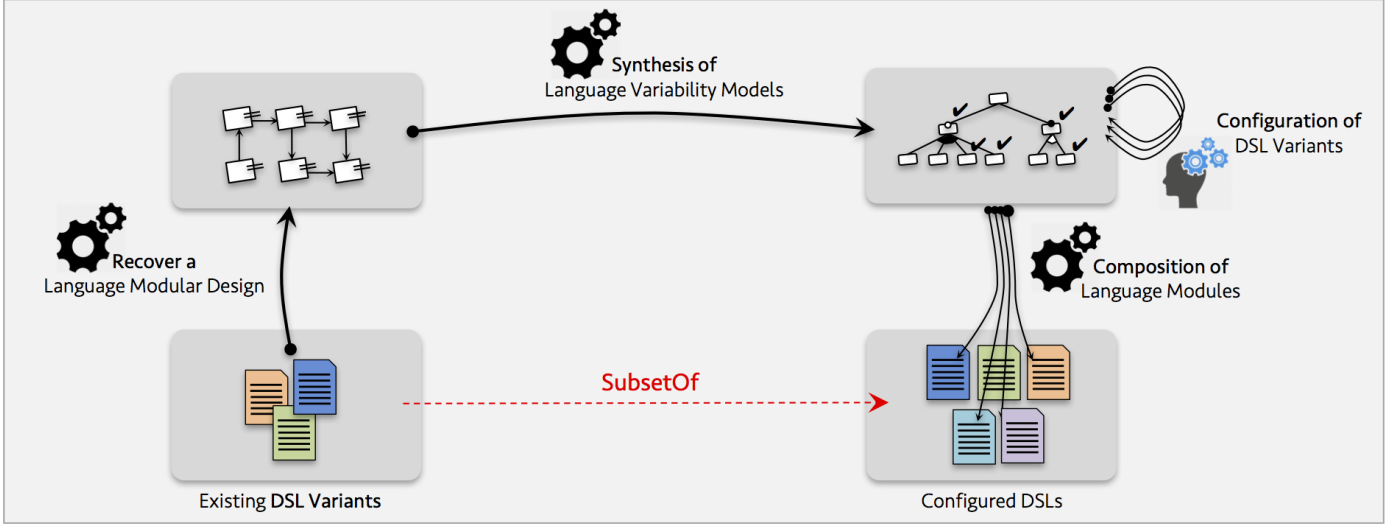 Synthesis of
Language Variability Models
Configuration of
DSL Variants
Recover a
Language Modular Design
Composition of
Language Modules
SubsetOf
Existing DSL Variants
Configured DSLs